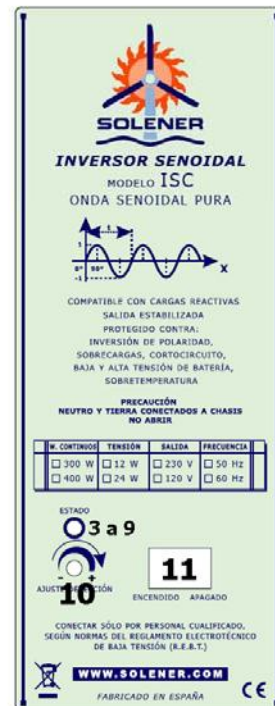 SOLENER
INVERSOR SENOIDAL
MODELO ISC
ONDA SENOIDAL PURA
1
t
0º 90º
-1
X
COMPATIBLE CON CARGAS REACTIVAS
SALIDA ESTABILIZADA
PROTEGIDO CONTRA:
INVERSIÓN DE POLARIDAD,
SOBRECARGAS, CORTOCIRCUITO,
BAJA Y ALTA TENSIÓN DE BATERÍA,
SOBRETEMPERATURA
PRECAUCIÓN
NEUTRO Y TIERRA CONECTADOS A CHASIS
NO ABRIR
W. CONTINUOS TENSIÓN SALIDA FRECUENCIA
300 W 12 W 230 V 50 Hz
400 W 24 W 120 V 60 Hz
ESTADO
3 a 9
- +
10
11
ENCENDIDO APAGADO
CONECTAR SÓLO POR PERSONAL CUALIFICADO,
SEGÚN NORMAS DEL REGLAMENTO ELECTROTÉCNICO
DE BAJA TENSIÓN (R.E.B.T.)
WWW.SOLENER.COM
FABRICADO EN ESPAÑA
CE